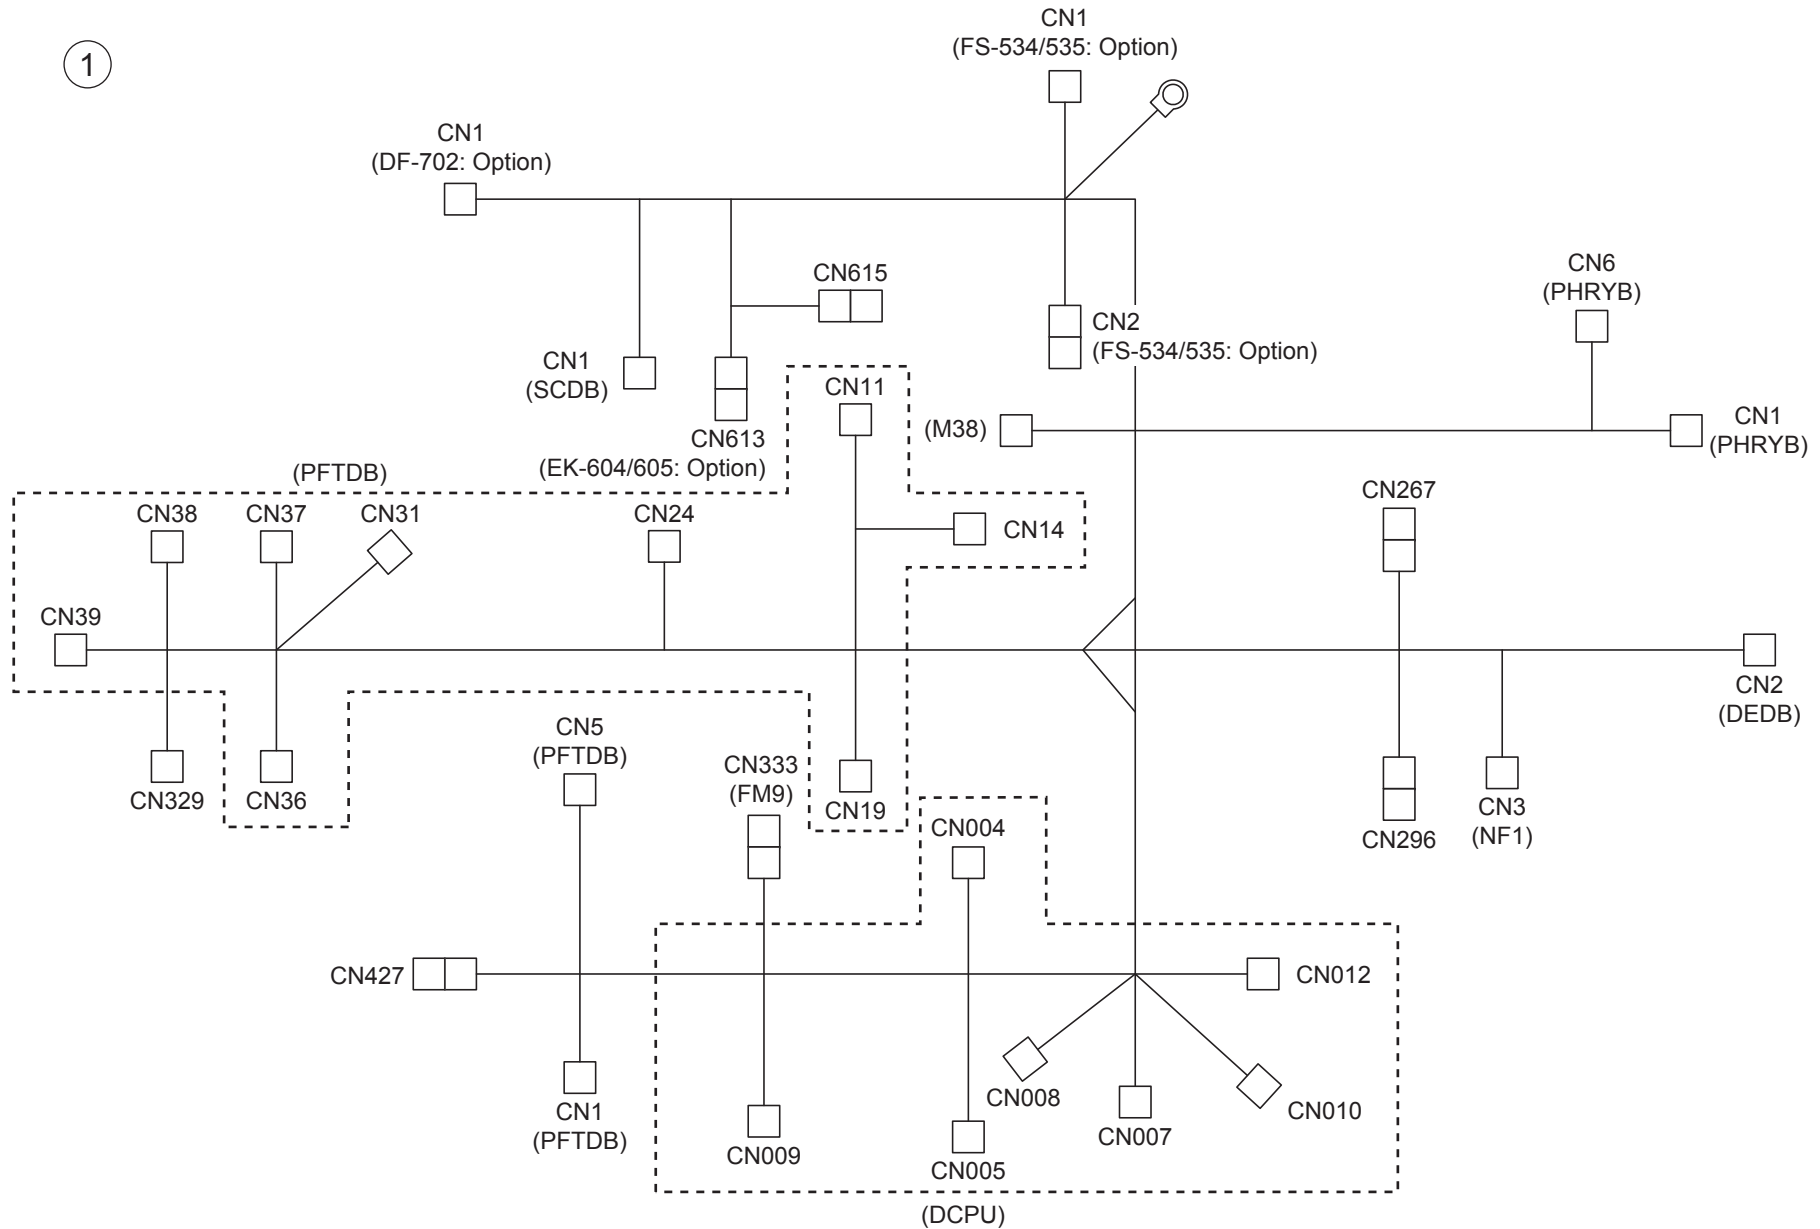 1
CN1
(FS-534/535: Option)
CN1
(DF-702: Option)
CN615
CN6
(PHRYB)
CN2
(FS-534/535: Option)
CN1
(SCDB)
CN11
CN613
(EK-604/605: Option)
(M38)
CN1
(PHRYB)
(PFTDB)
CN38
CN37
CN31
CN24
CN14
CN267
CN39
CN2
(DEDB)
CN5
(PFTDB)
CN333
(FM9)
CN329
CN36
CN19
CN004
CN296
CN3
(NF1)
CN427
CN012
CN008
CN010
CN1
(PFTDB)
CN009
CN005
CN007
(DCPU)